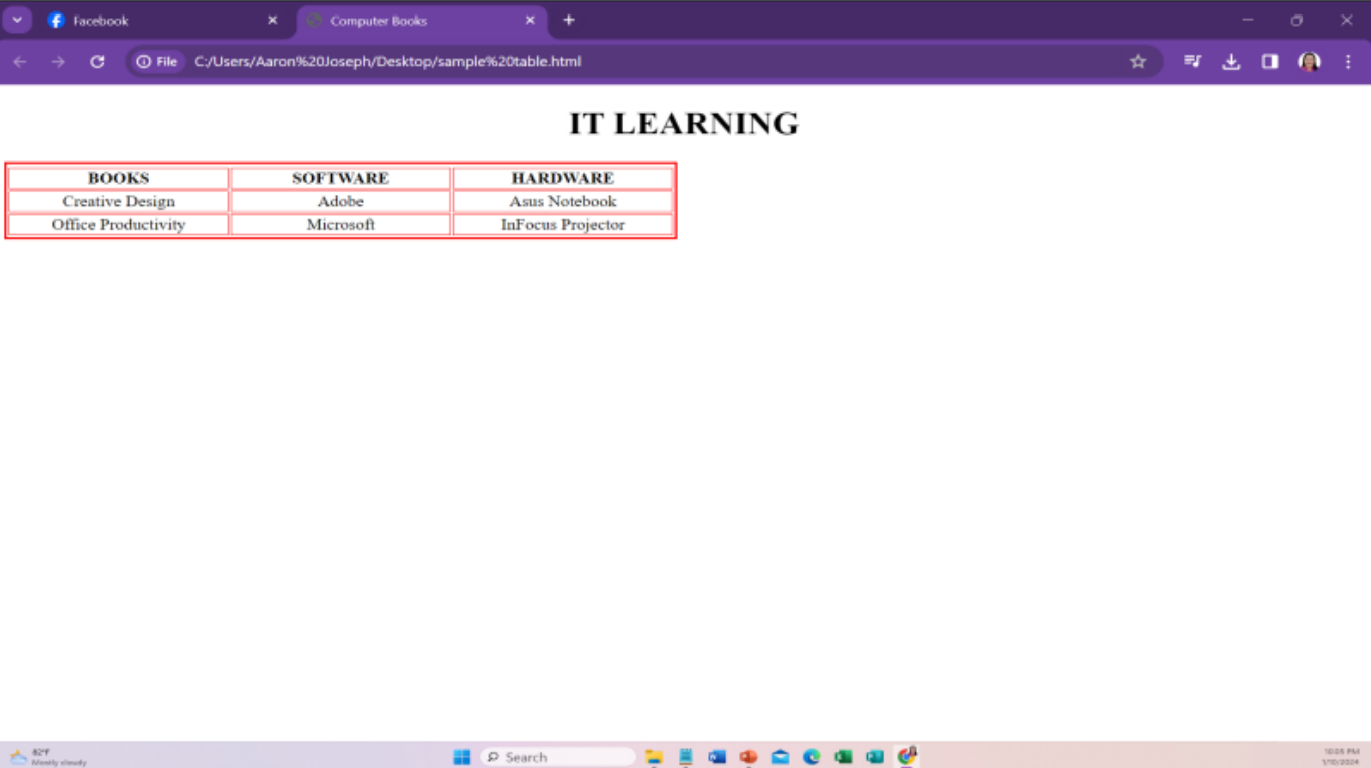 Facebook
Computer Books
File C:/Users/Aaron%20Joseph/Desktop/sample%20table.html
IT LEARNING
BOOKS SOFTWARE HARDWARE
Creative Design Adobe Asus Notebook
Office Productivity Microsoft InFocus Projector
82°F
Mostly cloudy
Search
10:05 PM
1/10/2024